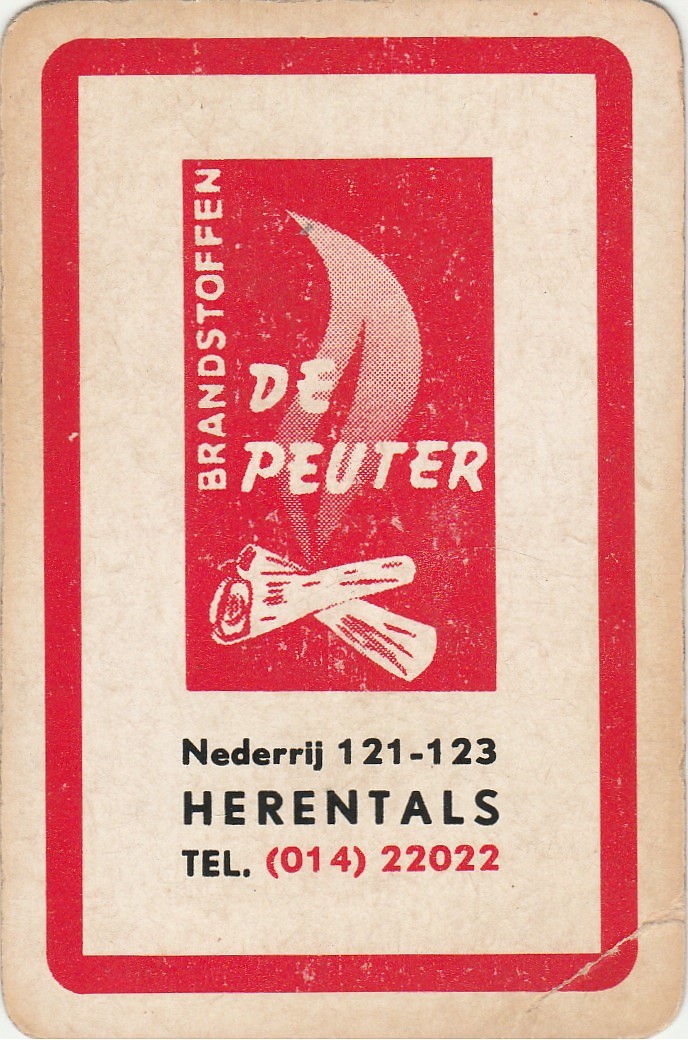 BRANDSTOFFEN
DE
PEUTER
Nederrij 121-123
HERENTALS
TEL. (014) 22022